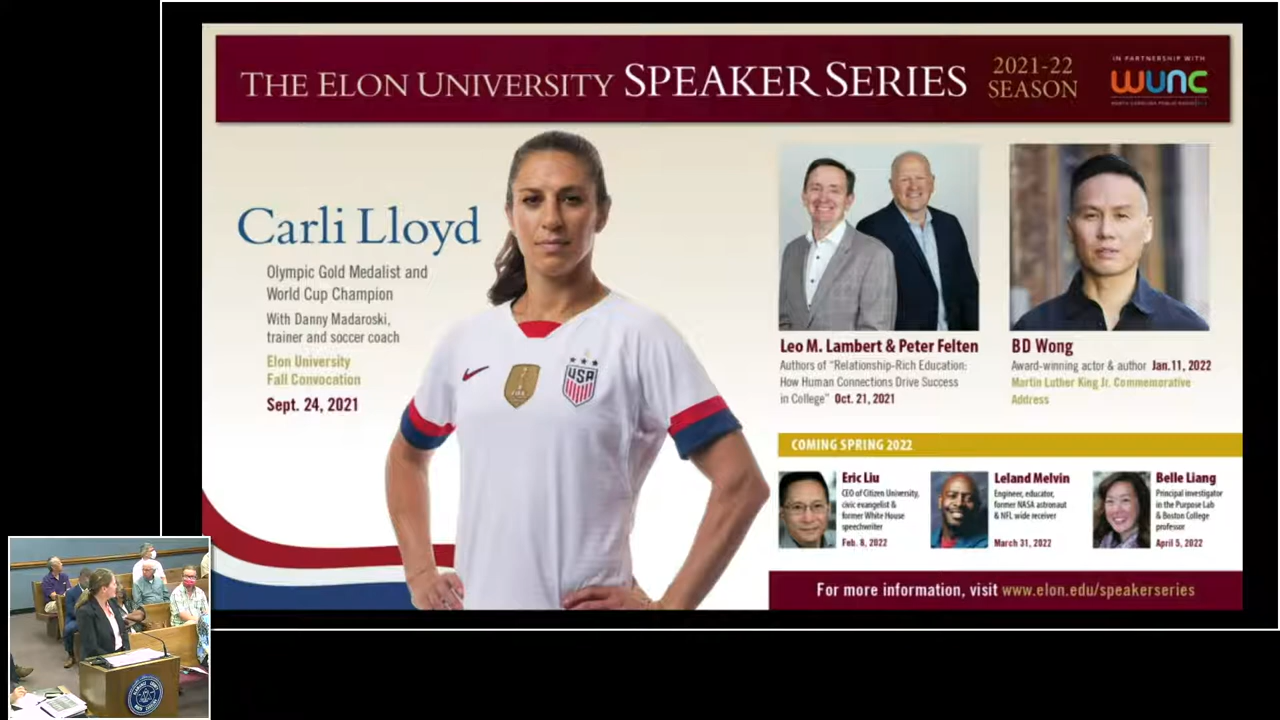 THE ELON UNIVERSITY SPEAKER SERIES
2021-22
SEASON
IN PARTNERSHIP WITH
WUNC
NORTH CAROLINA PUBLIC RADIO
Carli Lloyd
Olympic Gold Medalist and
World Cup Champion
With Danny Madaroski,
trainer and soccer coach
Elon University
Fall Convocation
Sept. 24, 2021
USA
Leo M. Lambert & Peter Felten
Authors of “Relationship-Rich Education:
How Human Connections Drive Success
in College” Oct. 21, 2021
BD Wong
Award-winning actor & author Jan.11, 2022
Martin Luther King Jr. Commemorative
Address
COMING SPRING 2022
Eric Liu
CEO of Citizen University,
civic evangelist &
former White House
speechwriter
Feb. 8, 2022
Leland Melvin
Engineer, educator,
former NASA astronaut
& NFL wide receiver
March 31, 2022
Belle Liang
Principal investigator
in the Purpose Lab
& Boston College
professor
April 5, 2022
For more information, visit www.elon.edu/speakerseries